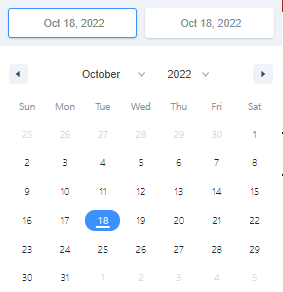 Oct 18, 2022 Oct 18, 2022
October 2022
Sun Mon Tue Wed Thu Fri Sat
25 26 27 28 29 30 1
2 3 4 5 6 7 8
9 10 11 12 13 14 15
16 17 18 19 20 21 22
23 24 25 26 27 28 29
30 31 1 2 3 4 5